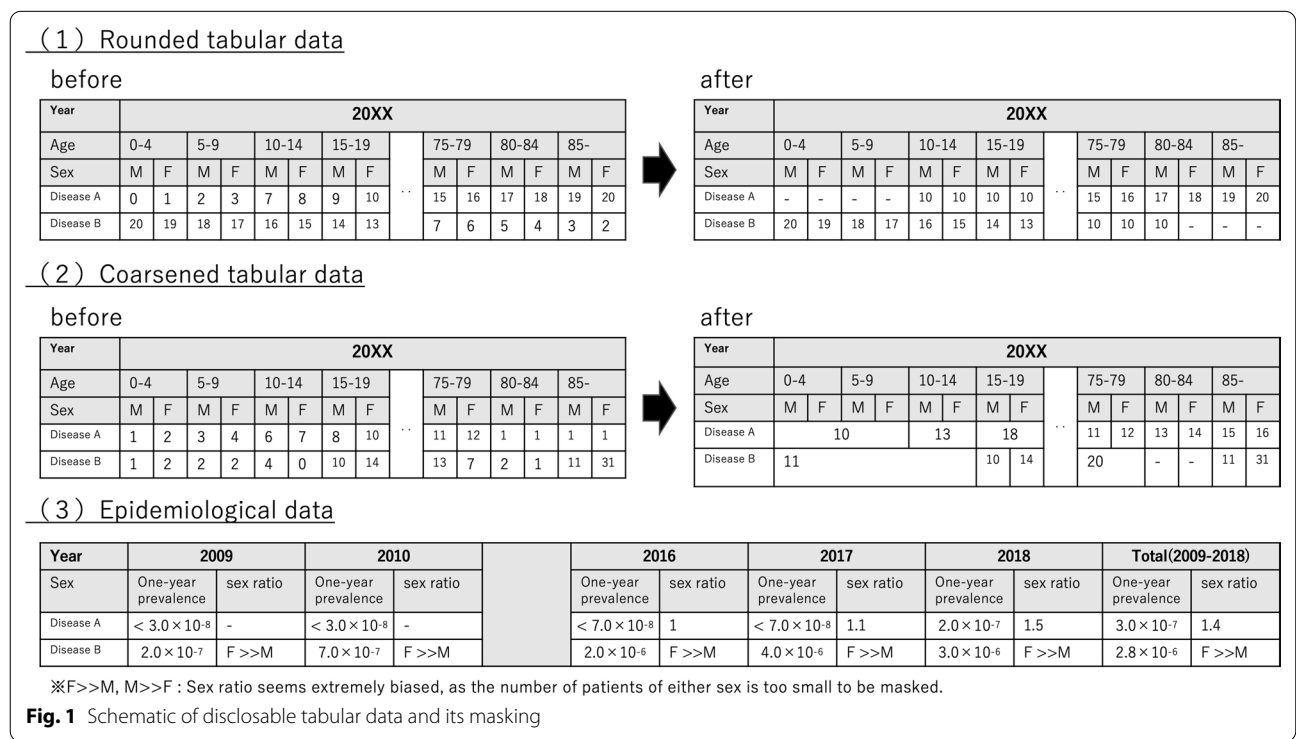 （1）Rounded tabular data
before
Year 20XX
Age 0-4 5-9 10-14 15-19 ‥ 75-79 80-84 85-
Sex M F M F M F M F M F M F M F
Disease A 0 1 2 3 7 8 9 10 15 16 17 18 19 20
Disease B 20 19 18 17 16 15 14 13 7 6 5 4 3 2
after
Year 20XX
Age 0-4 5-9 10-14 15-19 ‥ 75-79 80-84 85-
Sex M F M F M F M F M F M F M F
Disease A - - - - 10 10 10 10 15 16 17 18 19 20
Disease B 20 19 18 17 16 15 14 13 10 10 10 - - -
（2）Coarsened tabular data
before
Year 20XX
Age 0-4 5-9 10-14 15-19 ‥ 75-79 80-84 85-
Sex M F M F M F M F M F M F M F
Disease A 1 2 3 4 6 7 8 10 11 12 1 1 1 1
Disease B 1 2 2 2 4 0 10 14 13 7 2 1 11 31
after
Year 20XX
Age 0-4 5-9 10-14 15-19 ‥ 75-79 80-84 85-
Sex M F M F M F M F M F M F M F
Disease A 10 13 18 11 12 13 14 15 16
Disease B 11 10 14 20 - - 11 31
（3）Epidemiological data
Year 2009 2010 2016 2017 2018 Total(2009-2018)
Sex One-year prevalence sex ratio One-year prevalence sex ratio One-year prevalence sex ratio One-year prevalence sex ratio One-year prevalence sex ratio One-year prevalence sex ratio
Disease A < 3.0×10-8 - < 3.0×10-8 - < 7.0×10-8 1 < 7.0×10-8 1.1 2.0×10-7 1.5 3.0×10-7 1.4
Disease B 2.0×10-7 F >>M 7.0×10-7 F >>M 2.0×10-6 F >>M 4.0×10-6 F >>M 3.0×10-6 F >>M 2.8×10-6 F >>M
※F>>M, M>>F : Sex ratio seems extremely biased, as the number of patients of either sex is too small to be masked.
Fig. 1 Schematic of disclosable tabular data and its masking